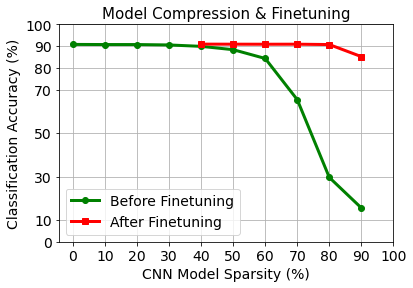 Model Compression & Finetuning
Classification Accuracy (%)
100
90
80
70
50
30
10
0
Before Finetuning
After Finetuning
0 10 20 30 40 50 60 70 80 90 100
CNN Model Sparsity (%)